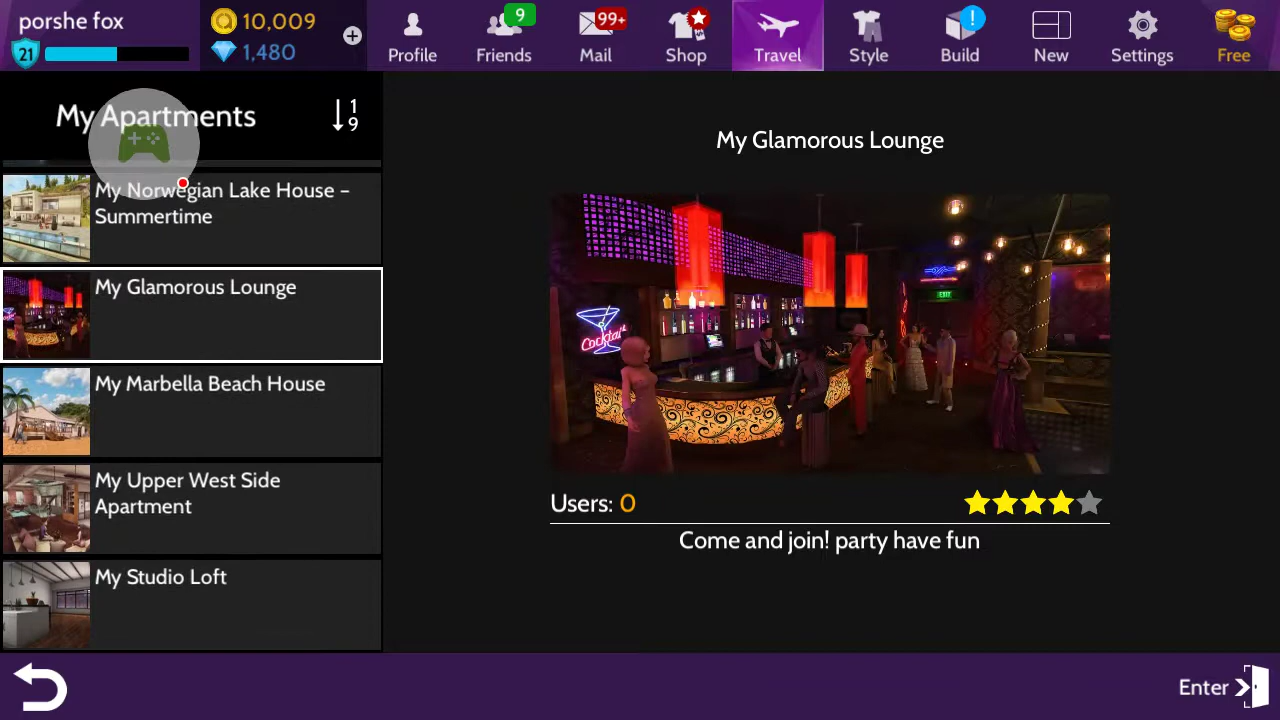 porshe fox
21
10,009
1,480
Profile
9
Friends
99+
Mail
Shop
Travel
Style
!
Build
New
Settings
Free
My Apartments
1
9
My Norwegian Lake House –
Summertime
My Glamorous Lounge
My Marbella Beach House
My Upper West Side
Apartment
My Studio Loft
My Glamorous Lounge
Cocktail
EXIT
Users: 0
Come and join! party have fun
Enter